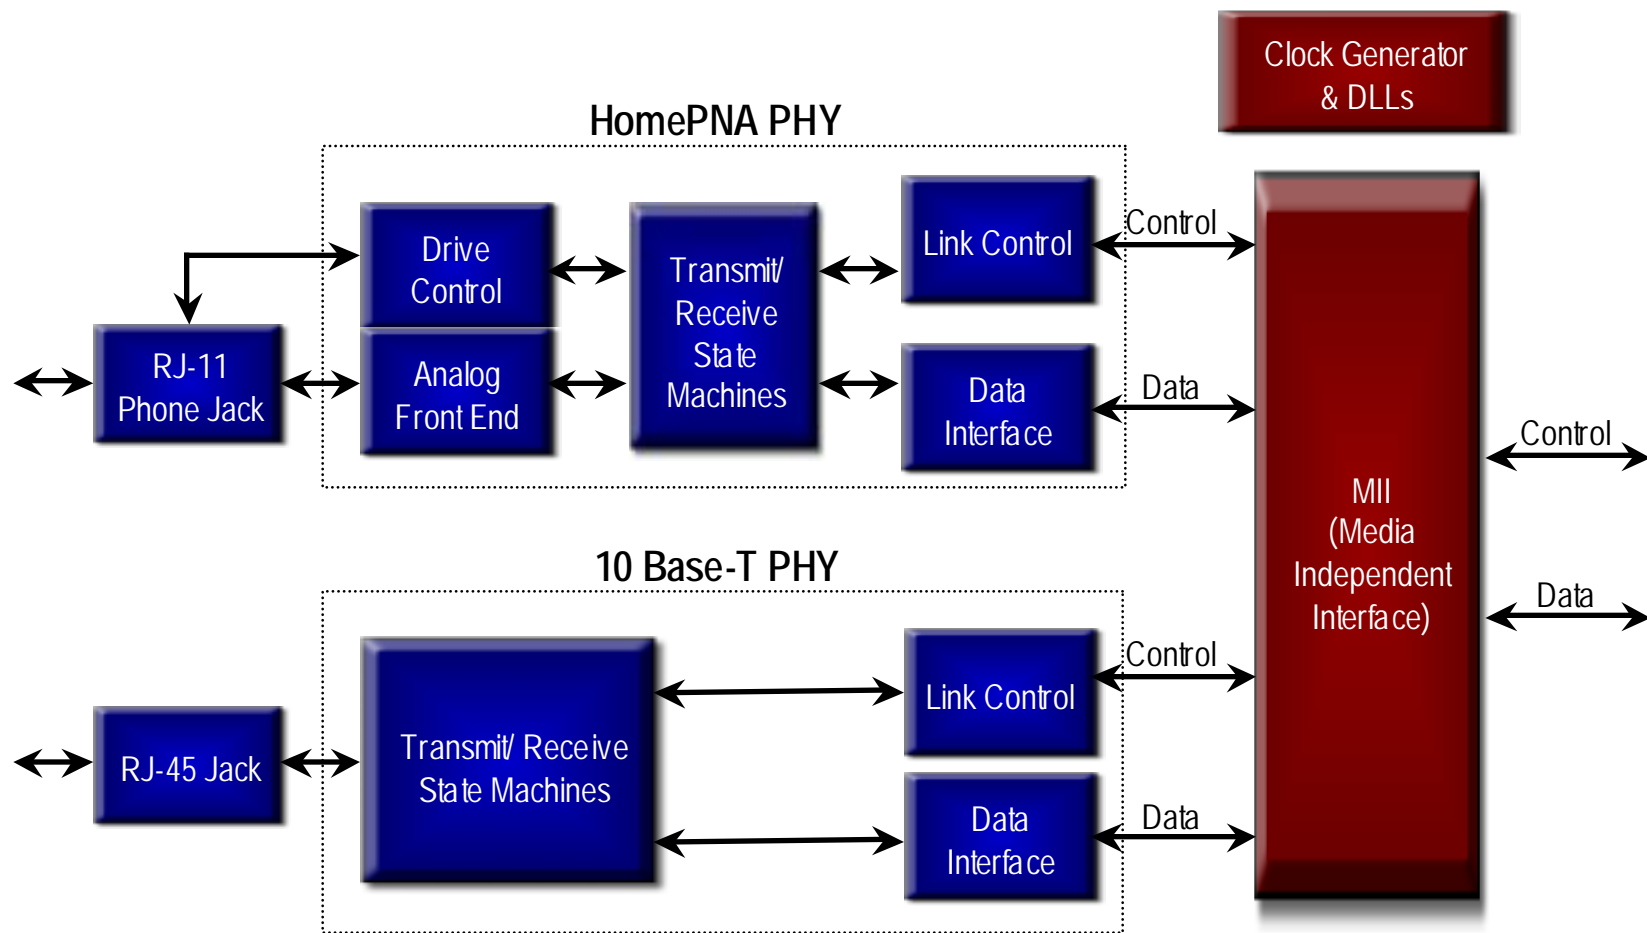 Clock Generator
& DLLs
HomePNA PHY
Drive
Control
Transmit/
Receive
State
Machines
Link Control
Control
RJ-11
Phone Jack
Analog
Front End
Data
Interface
Data
Control
Data
MII
(Media
Independent
Interface)
10 Base-T PHY
RJ-45 Jack
Transmit/ Receive
State Machines
Link Control
Control
Data
Interface
Data